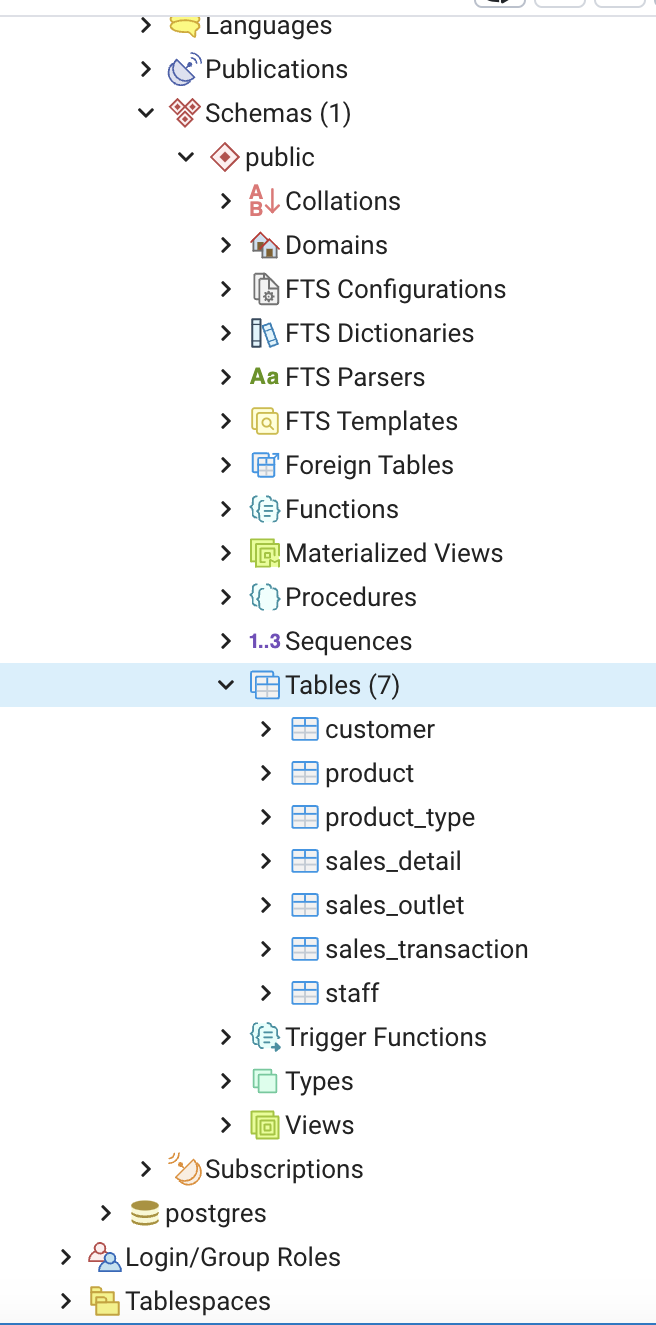 Languages
Publications
Schemas (1)
public
Collations
Domains
FTS Configurations
FTS Dictionaries
Aa FTS Parsers
FTS Templates
Foreign Tables
Functions
Materialized Views
Procedures
1..3 Sequences
Tables (7)
customer
product
product_type
sales_detail
sales_outlet
sales_transaction
staff
Trigger Functions
Types
Views
Subscriptions
postgres
Login/Group Roles
Tablespaces